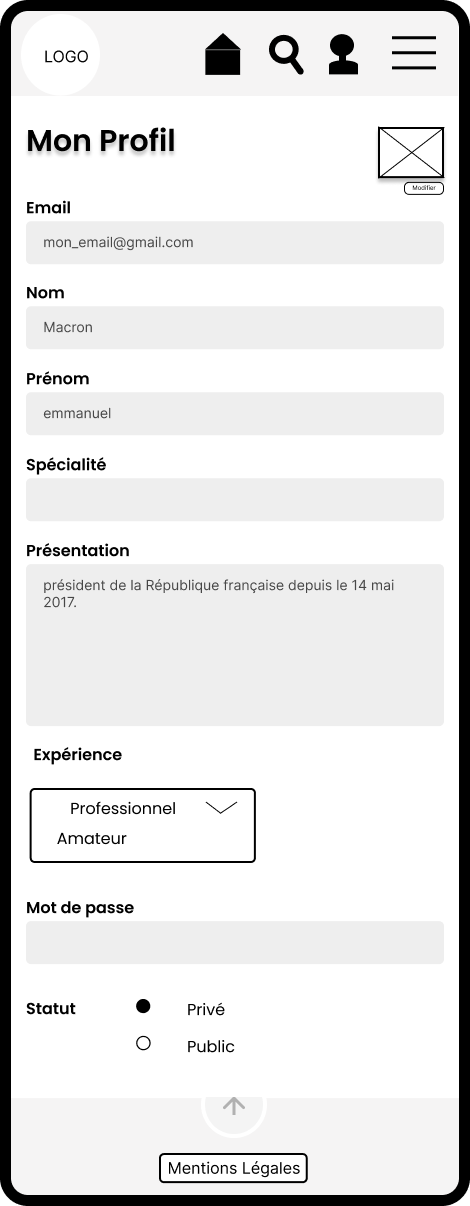 LOGO
Mon Profil
Modifier
Email
mon_email@gmail.com
Nom
Macron
Prénom
emmanuel
Spécialité
Présentation
président de la République française depuis le 14 mai
2017.
Expérience
Professionnel
Amateur
Mot de passe
Statut
Privé
Public
Mentions Légales